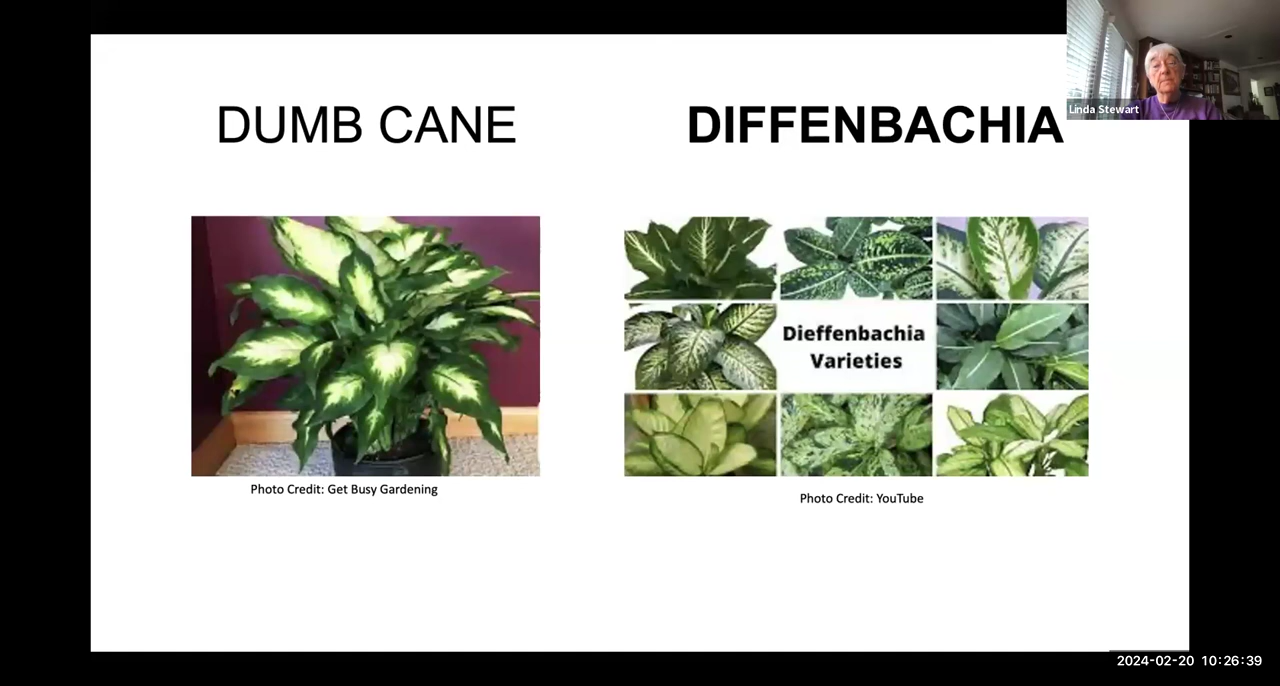 DUMB CANE
DIFFENBACHIA
Linda Stewart
Dieffenbachia
Varieties
Photo Credit: Get Busy Gardening
Photo Credit: YouTube
2024-02-20 10:26:39